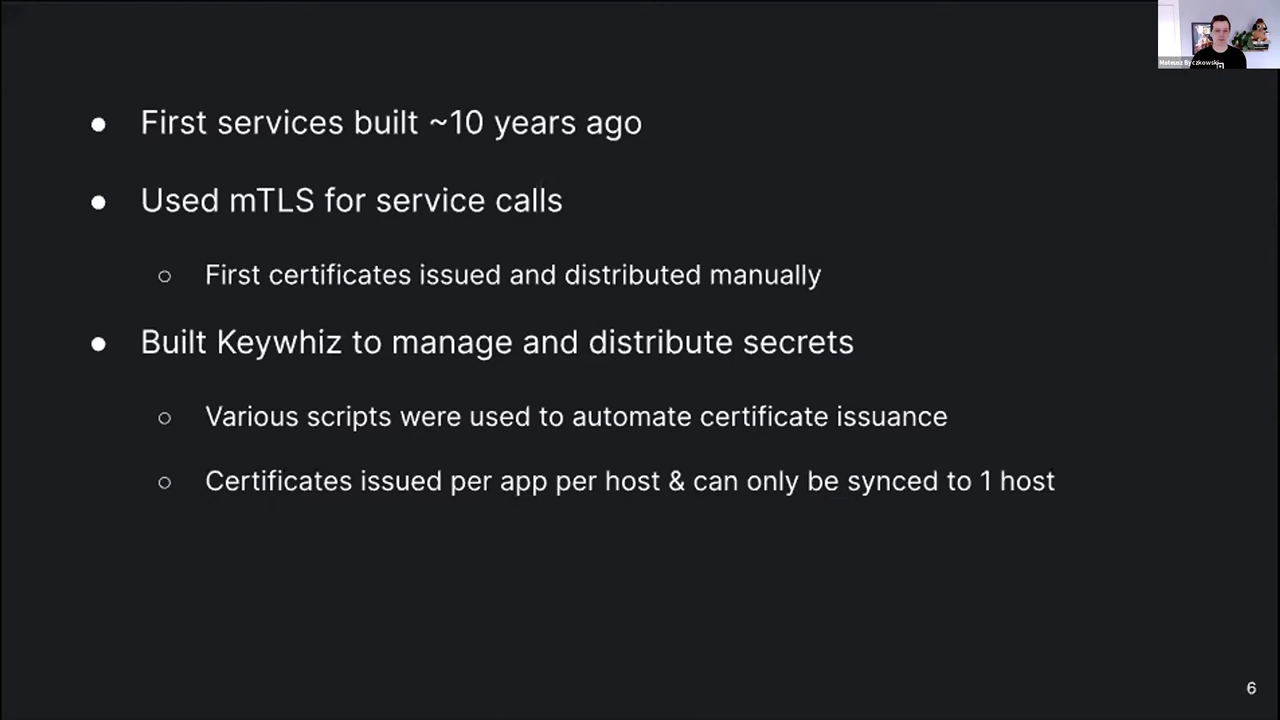 Mateusz Byczkowski
● First services built ~10 years ago
● Used mTLS for service calls
○ First certificates issued and distributed manually
● Built Keywhiz to manage and distribute secrets
○ Various scripts were used to automate certificate issuance
○ Certificates issued per app per host & can only be synced to 1 host
6